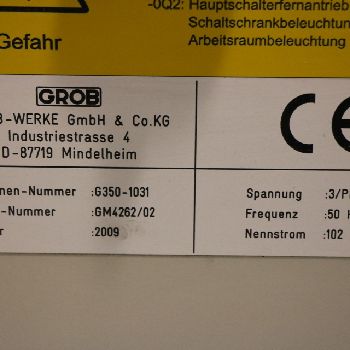 -0Q2: Hauptschalterfernantrieb
Schaltschrankbeleuchtun
Arbeitsraumbeleuchtung
Gefahr
GROB
B-WERKE GmbH & Co.KG
Industriestrasse 4
D-87719 Mindelheim
CE
nen-Nummer :G350-1031
-Nummer :GM4262/02
r :2009
Spannung :3/P
Frequenz :50 H
Nennstrom :102